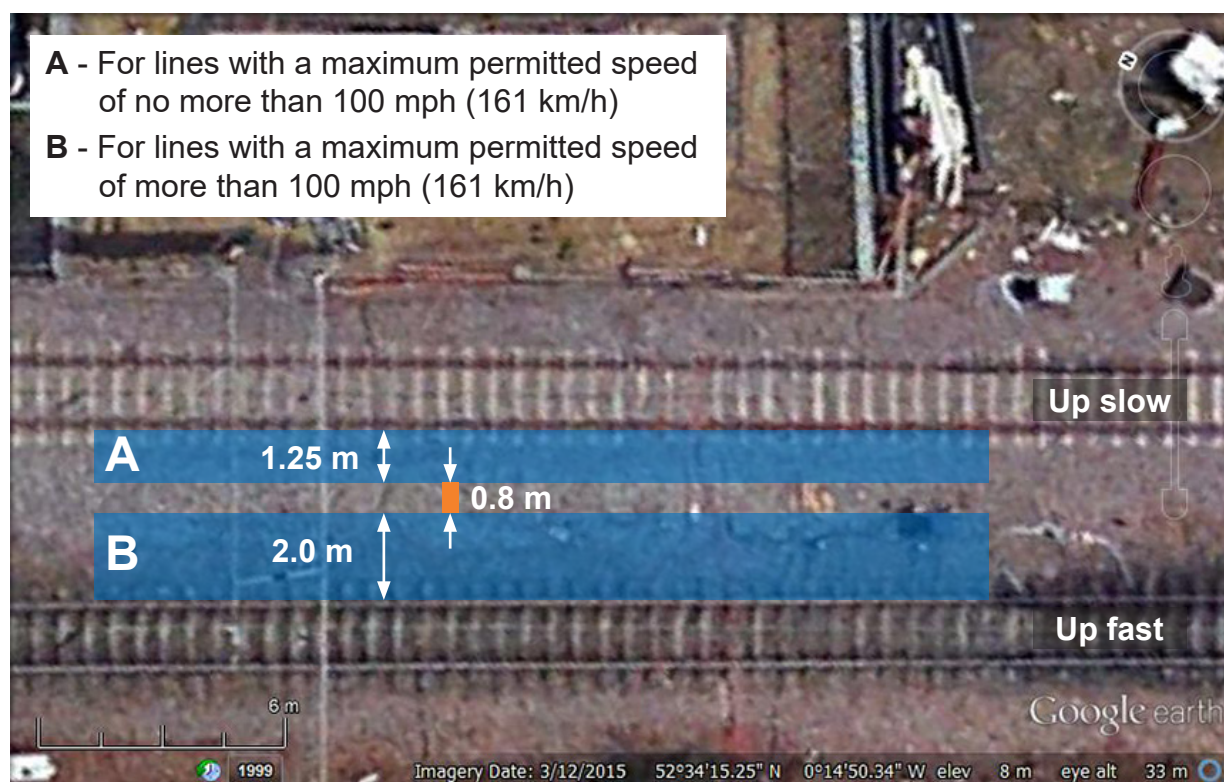 A - For lines with a maximum permitted speed
of no more than 100 mph (161 km/h)
B - For lines with a maximum permitted speed
of more than 100 mph (161 km/h)
N
Up slow
A
1.25 m
0.8 m
B
2.0 m
Up fast
6 m
Google earth
1999
Imagery Date: 3/12/2015 52°34'15.25" N 0°14'50.34" W elev 8 m eye alt 33 m